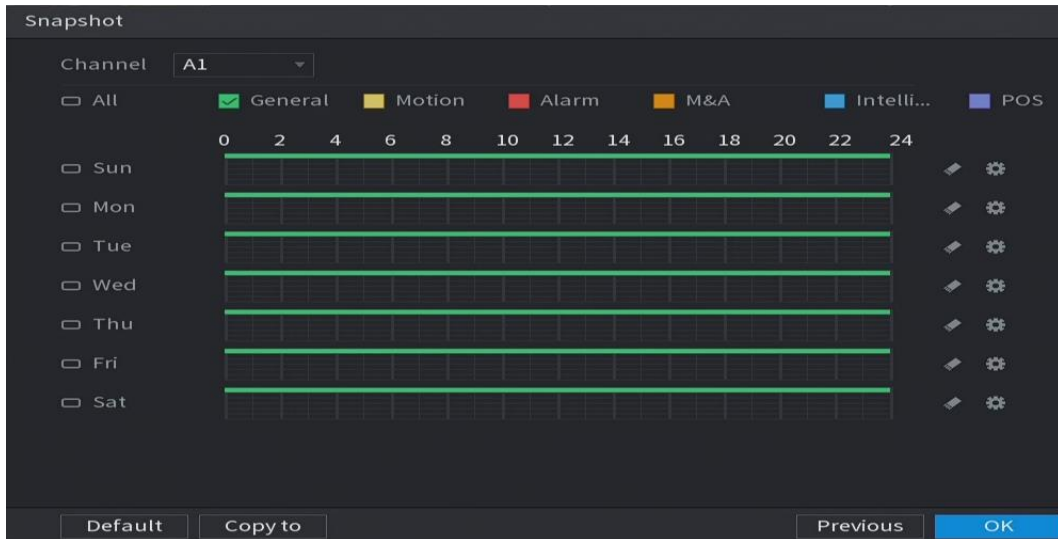 Snapshot
Channel A1
All General Motion Alarm M&A Intelli... POS
0 2 4 6 8 10 12 14 16 18 20 22 24
Sun
Mon
Tue
Wed
Thu
Fri
Sat
Default Copy to Previous OK